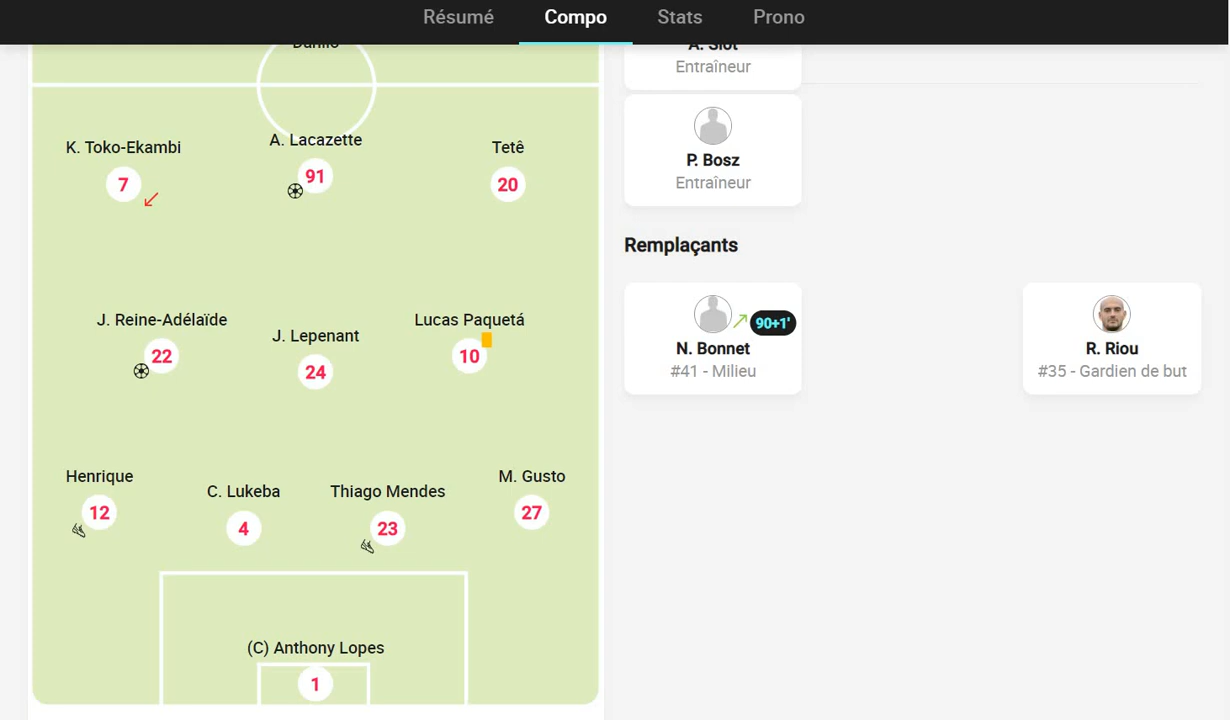 Résumé Compo Stats Prono
Danilo
A. Slot
Entraîneur
P. Bosz
Entraîneur
Remplaçants
N. Bonnet
90+1'
#41 - Milieu
R. Riou
#35 - Gardien de but
K. Toko-Ekambi
7
A. Lacazette
91
Tetê
20
J. Reine-Adélaïde
22
J. Lepenant
24
Lucas Paquetá
10
Henrique
12
C. Lukeba
4
Thiago Mendes
23
M. Gusto
27
(C) Anthony Lopes
1